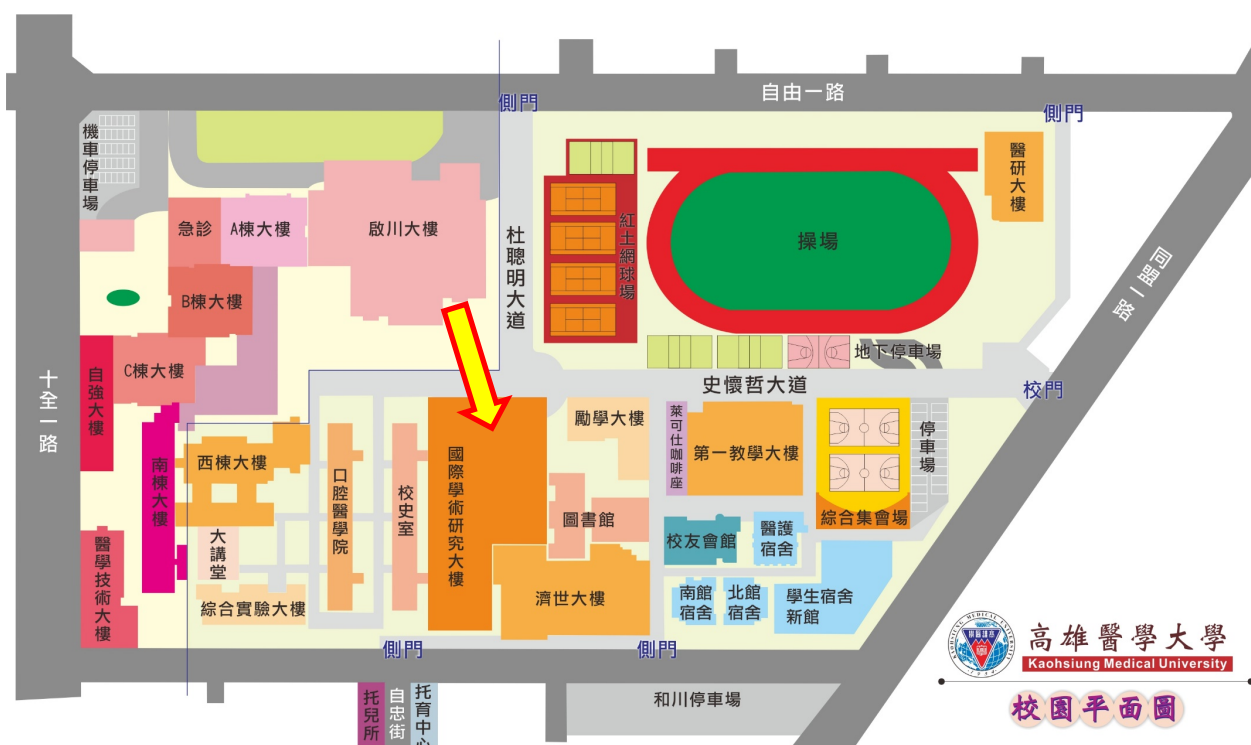 自由一路
側門
側門
機車停車場
醫研大樓
急診
A棟大樓
啟川大樓
杜聰明大道
紅土網球場
操場
同盟二路
B棟大樓
C棟大樓
自強大樓
十全一路
地下停車場
史懷哲大道
校門
南棟大樓
西棟大樓
口腔醫學院
校史室
國際學術研究大樓
勵學大樓
萊可仕咖啡座
第一教學大樓
停車場
圖書館
綜合集會場
校友會館
醫護
宿舍
大講堂
醫學技術大樓
綜合實驗大樓
濟世大樓
南館
宿舍
北館
宿舍
學生宿舍
新館
側門
側門
托兒所
自忠街
托育中心
和川停車場
KAOHSIUNG MEDICAL UNIVERSITY
高雄醫學大學
Kaohsiung Medical University
校園平面圖